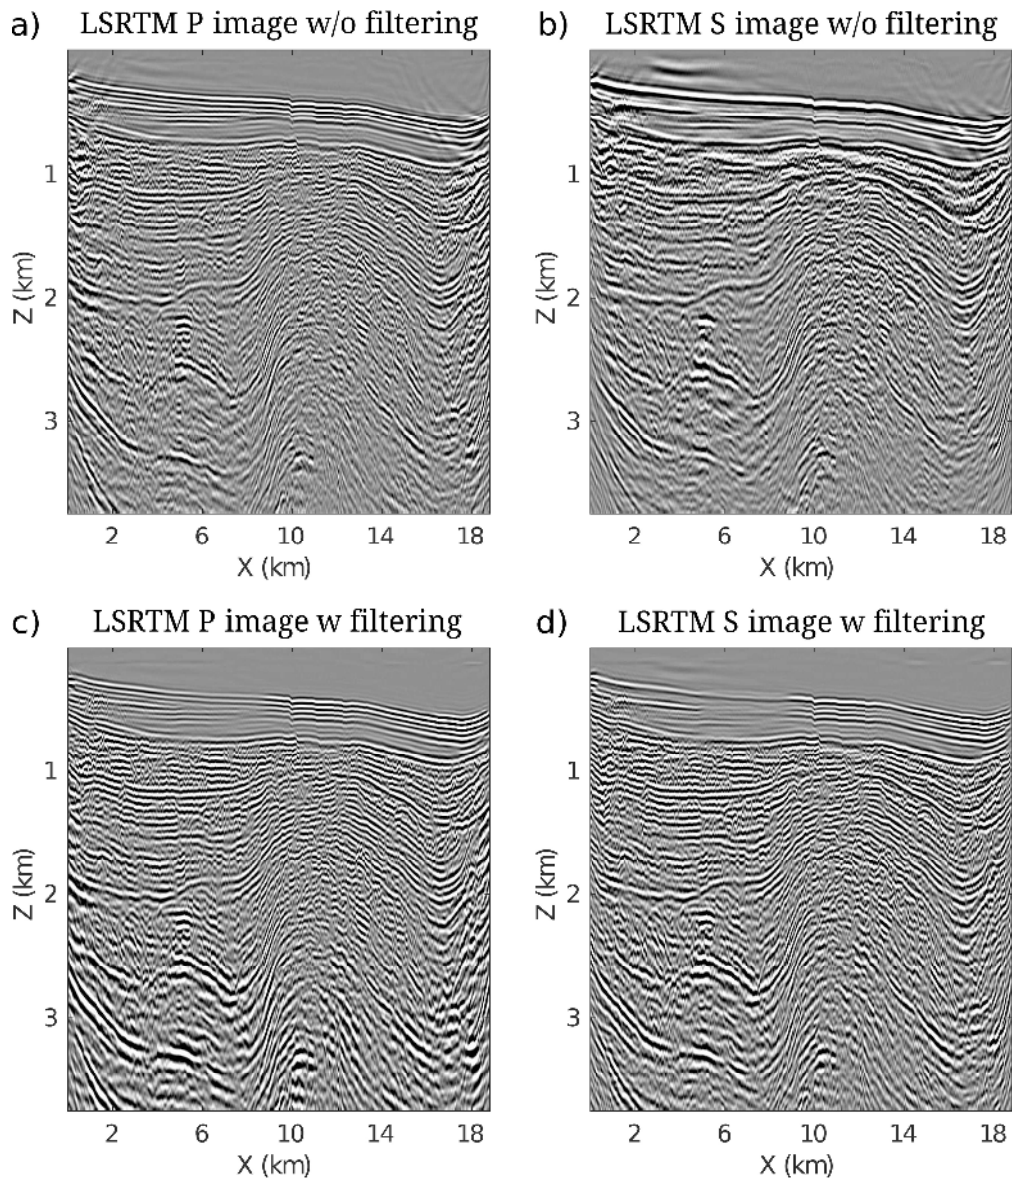 a) LSRTM P image w/o filtering
b) LSRTM S image w/o filtering
1
2
3
Z (km)
2 6 10 14 18
X (km)
1
2
3
Z (km)
2 6 10 14 18
X (km)
c) LSRTM P image w filtering
d) LSRTM S image w filtering
1
2
3
Z (km)
2 6 10 14 18
X (km)
1
2
3
Z (km)
2 6 10 14 18
X (km)